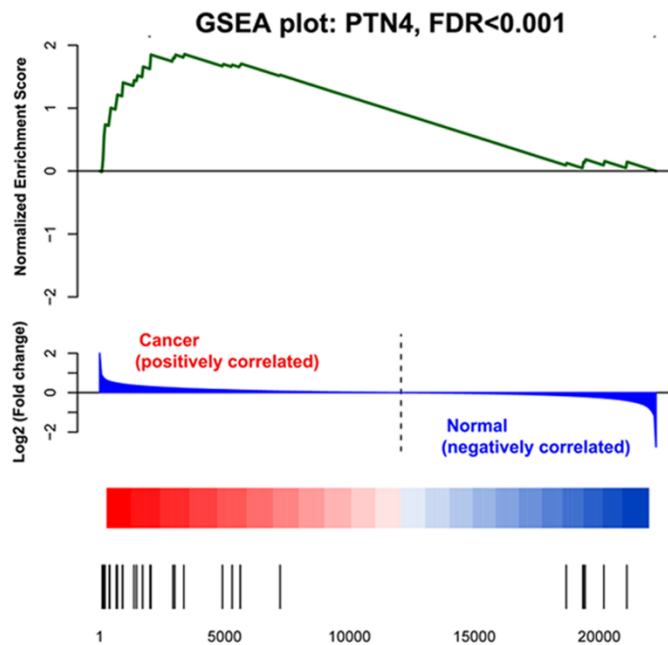 GSEA plot: PTN4, FDR<0.001
Normalized Enrichment Score
2
1
0
−1
−2
Log2 (Fold change)
2
0
-2
Cancer
(positively correlated)
Normal
(negatively correlated)
1 5000 10000 15000 20000